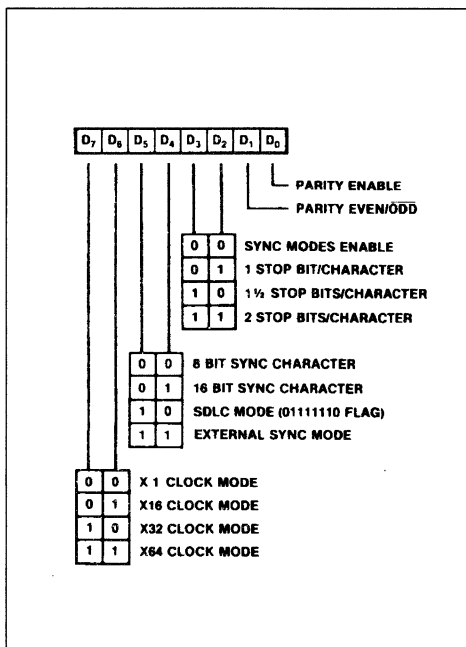 D7 D6 D5 D4 D3 D2 D1 D0
PARITY ENABLE
PARITY EVEN/ODD
0 0 SYNC MODES ENABLE
0 1 1 STOP BIT/CHARACTER
1 0 1½ STOP BITS/CHARACTER
1 1 2 STOP BITS/CHARACTER
0 0 8 BIT SYNC CHARACTER
0 1 16 BIT SYNC CHARACTER
1 0 SDLC MODE (01111110 FLAG)
1 1 EXTERNAL SYNC MODE
0 0 X 1 CLOCK MODE
0 1 X16 CLOCK MODE
1 0 X32 CLOCK MODE
1 1 X64 CLOCK MODE